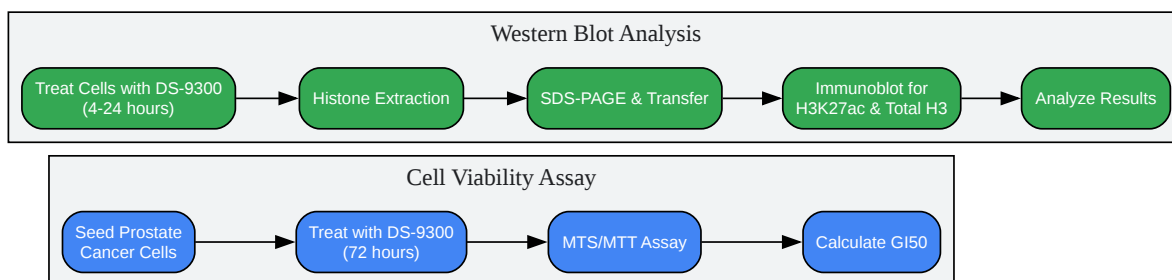 Western Blot Analysis
Treat Cells with DS-9300
(4-24 hours)
Histone Extraction
SDS-PAGE & Transfer
Immunoblot for
H3K27ac & Total H3
Analyze Results
Cell Viability Assay
Seed Prostate
Cancer Cells
Treat with DS-9300
(72 hours)
MTS/MTT Assay
Calculate GI50